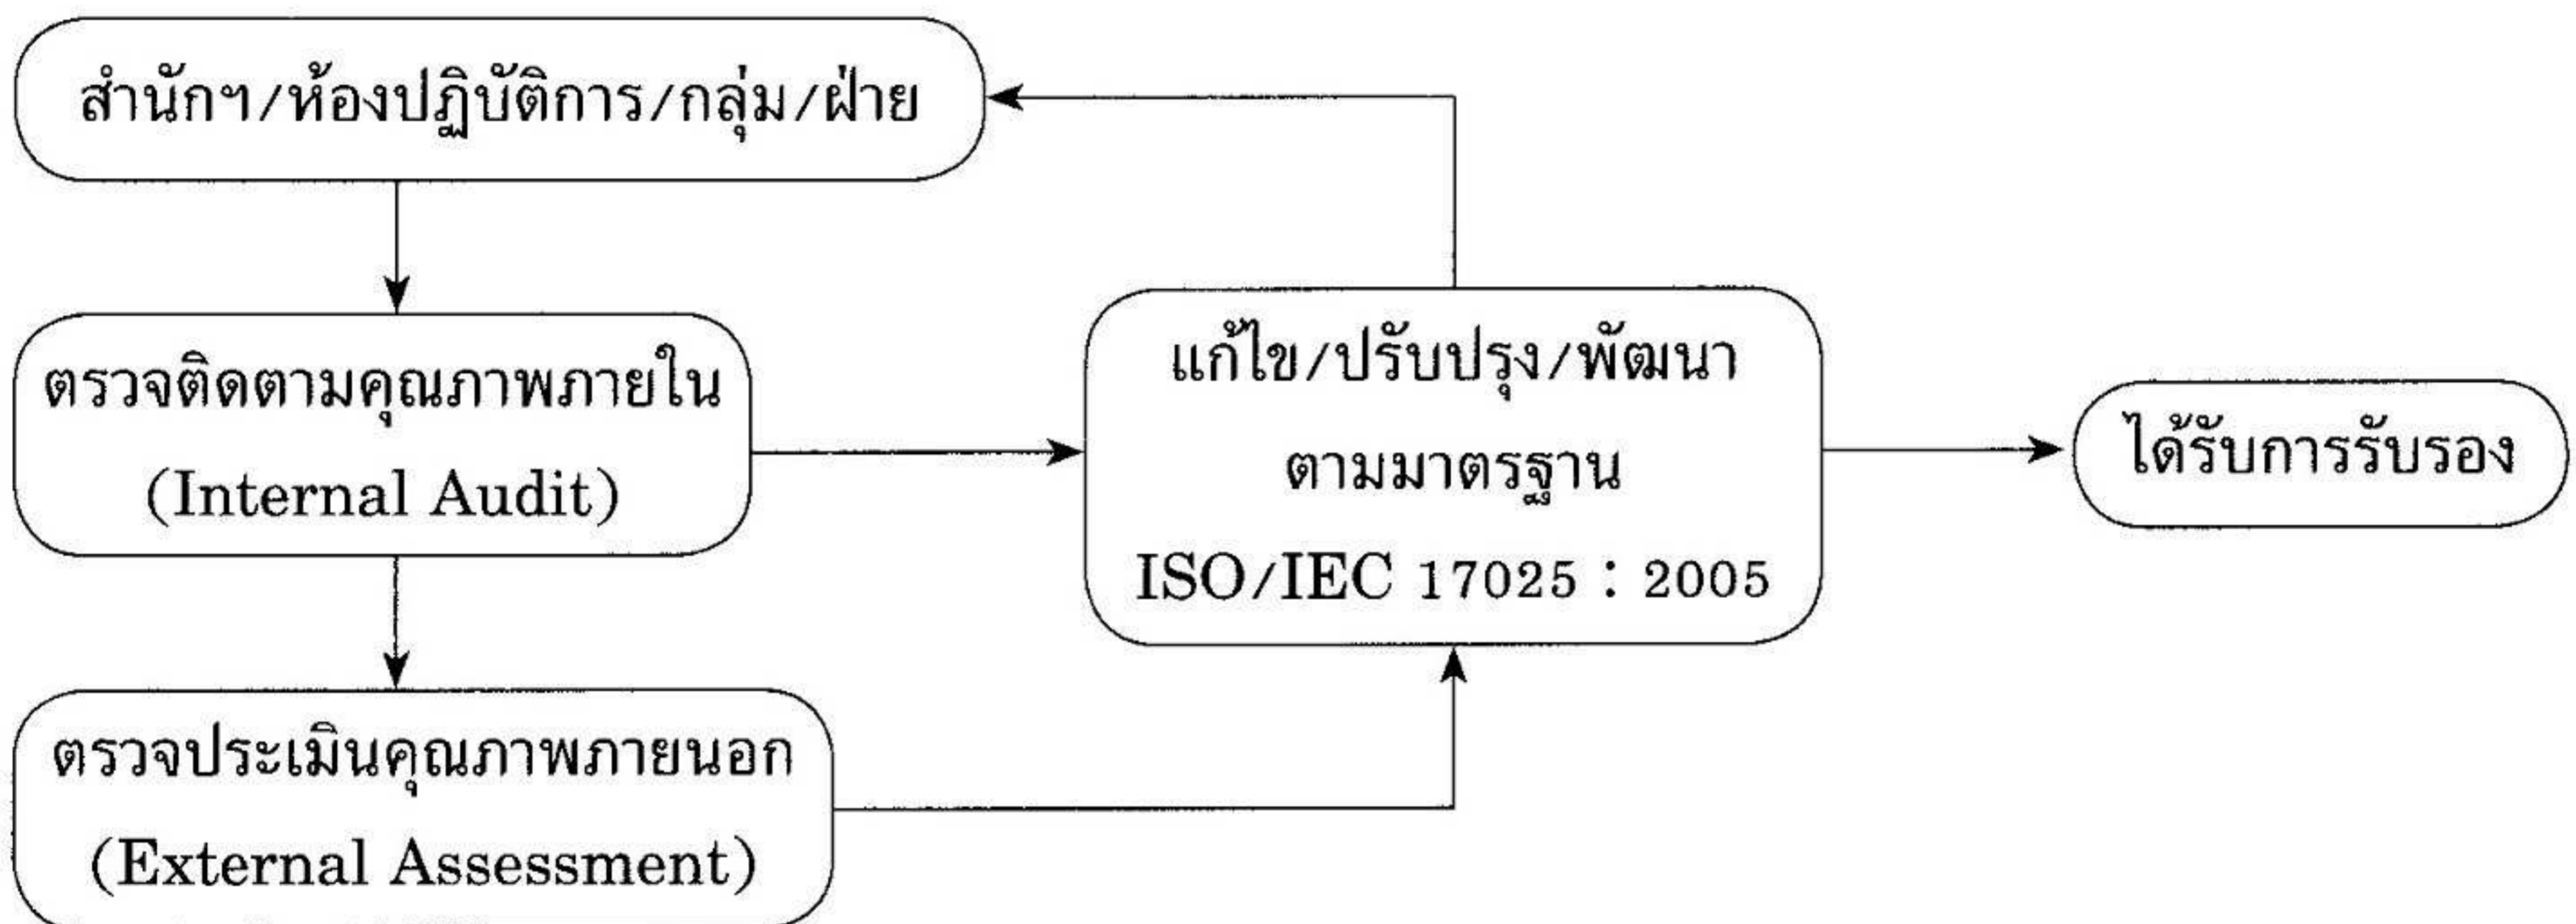 สำนักฯ/ห้องปฏิบัติการ/กลุ่ม/ฝ่าย
ตรวจติดตามคุณภาพภายใน
(Internal Audit)
แก้ไข/ปรับปรุง/พัฒนา
ตามมาตรฐาน
ISO/IEC 17025 : 2005
ได้รับการรับรอง
ตรวจประเมินคุณภาพภายนอก
(External Assessment)